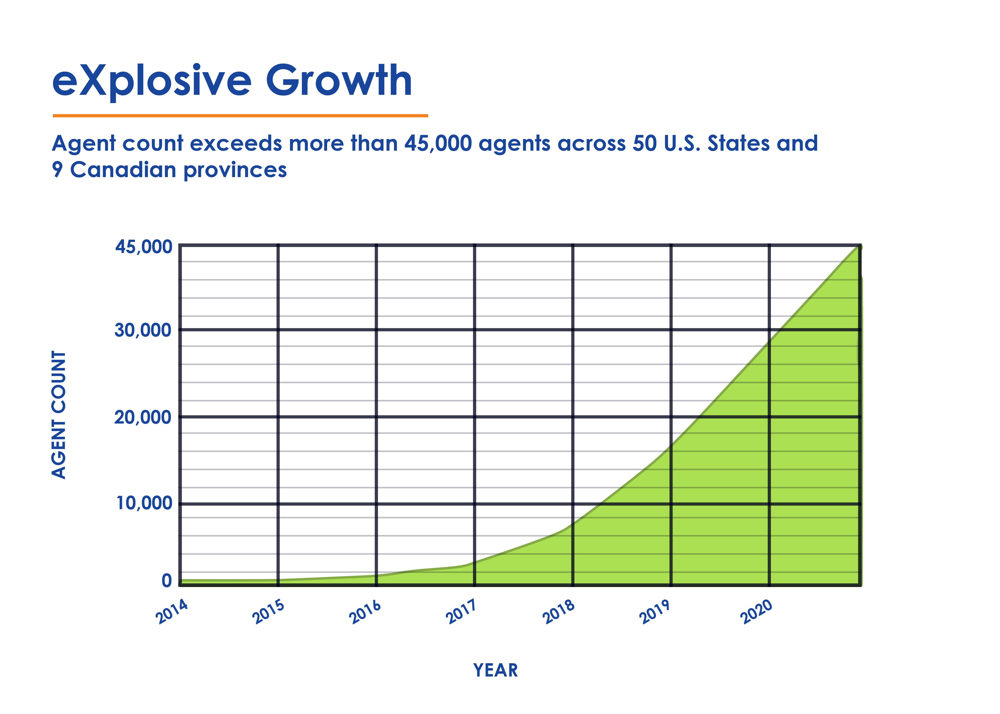 eXplosive Growth
Agent count exceeds more than 45,000 agents across 50 U.S. States and
9 Canadian provinces
45,000
30,000
20,000
10,000
0
AGENT COUNT
2014 2015 2016 2017 2018 2019 2020
YEAR